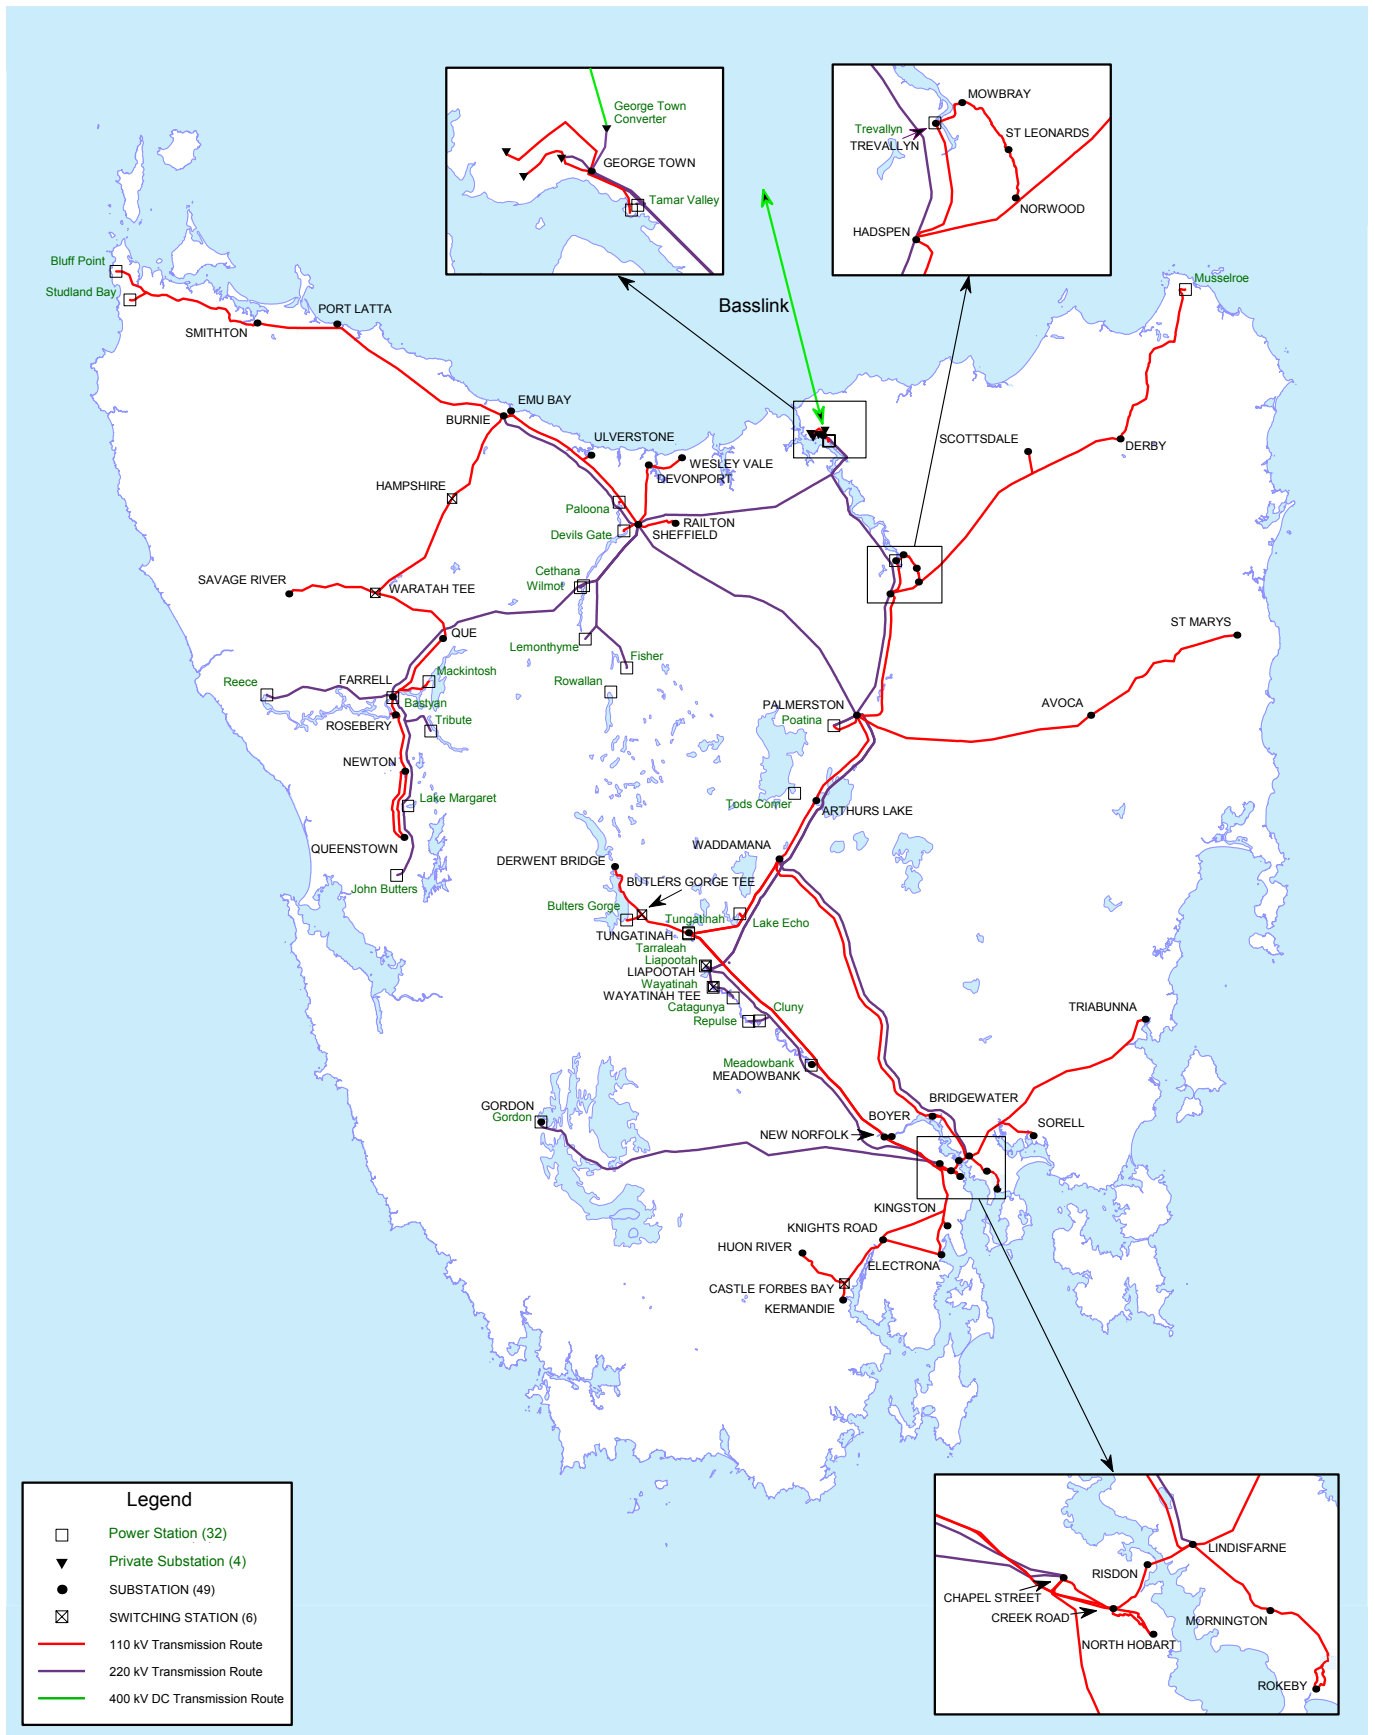 George Town
Converter
GEORGE TOWN
Tamar Valley
MOWBRAY
Trevallyn
TREVALLYN
ST LEONARDS
NORWOOD
HADSPEN
Basslink
Bluff Point
Studland Bay
SMITHTON
PORT LATTA
Musselroe
EMU BAY
BURNIE
ULVERSTONE
WESLEY VALE
DEVONPORT
SCOTTSDALE
DERBY
HAMPSHIRE
Paloona
Devils Gate
RAILTON
SHEFFIELD
Cethana
Wilmot
SAVAGE RIVER
WARATAH TEE
QUE
Lemonthyme
Fisher
Rowallan
ST MARYS
Reece
FARRELL
Mackintosh
Bastyan
ROSEBERY
Tribute
PALMERSTON
Poatina
AVOCA
NEWTON
Lake Margaret
Tods Corner
ARTHURS LAKE
QUEENSTOWN
John Butters
WADDAMANA
DERWENT BRIDGE
BUTLERS GORGE TEE
Bulters Gorge
Tungatinah
Lake Echo
TUNGATINAH
Tarraleah
Liapootah
LIAPOOTAH
Wayatinah
WAYATINAH TEE
Catagunya
Cluny
Repulse
TRIABUNNA
Meadowbank
MEADOWBANK
GORDON
Gordon
BRIDGEWATER
BOYER
NEW NORFOLK
SORELL
KINGSTON
KNIGHTS ROAD
HUON RIVER
ELECTRONA
CASTLE FORBES BAY
KERMANDIE
LINDISFARNE
RISDON
CHAPEL STREET
CREEK ROAD
MORNINGTON
NORTH HOBART
ROKEBY
Legend
Power Station (32)
Private Substation (4)
SUBSTATION (49)
SWITCHING STATION (6)
110 kV Transmission Route
220 kV Transmission Route
400 kV DC Transmission Route